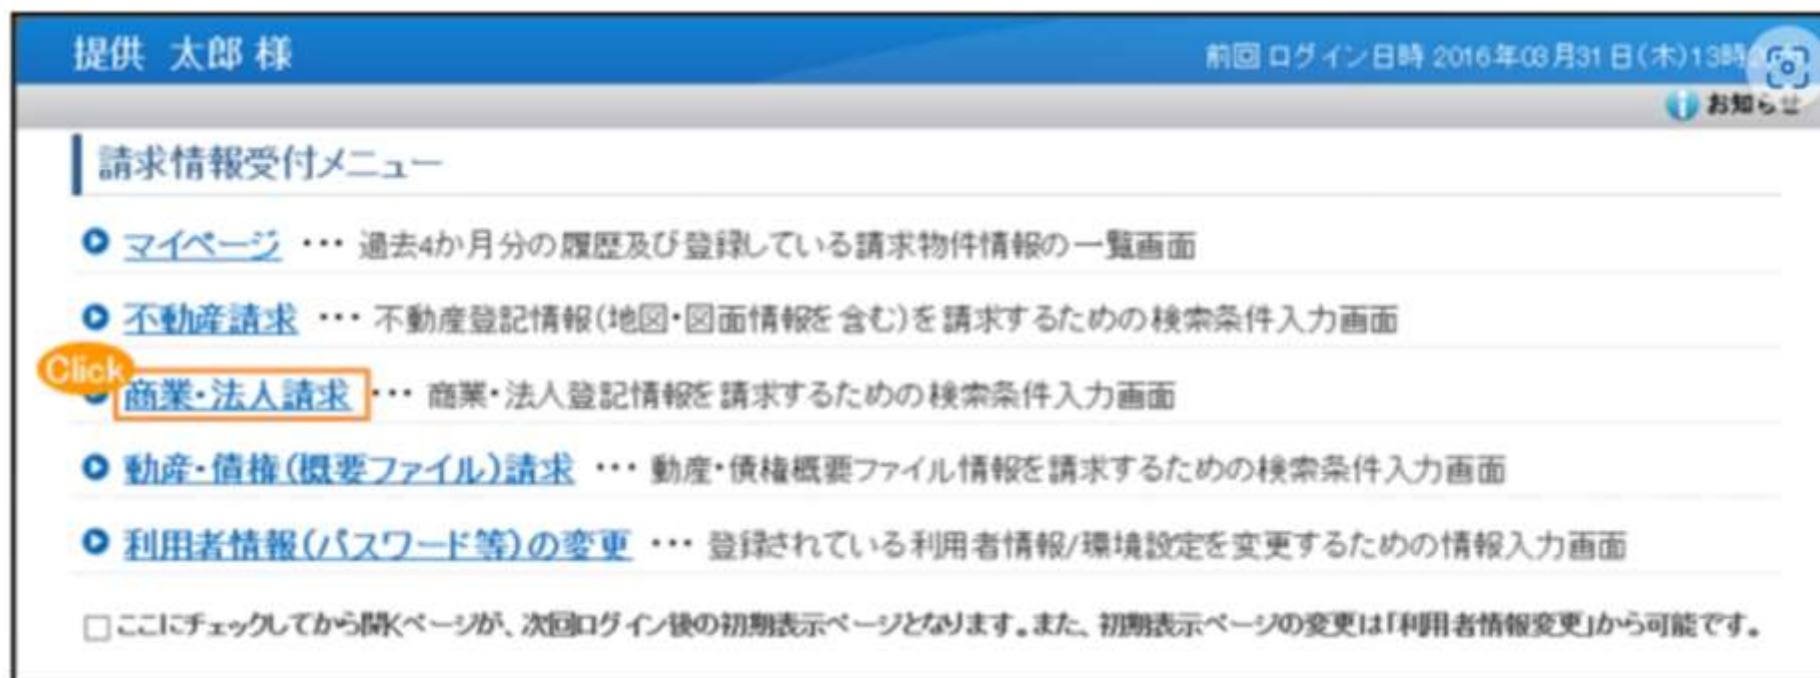 提供 太郎 様
前回 ログイン日時 2016年03月31日(木)13時
お知らせ
請求情報受付メニュー
マイページ ・・・ 過去4か月分の履歴及び登録している請求物件情報の一覧画面
不動産請求 ・・・ 不動産登記情報(地図・図面情報を含む)を請求するための検索条件入力画面
Click
商業・法人請求 ・・・ 商業・法人登記情報を請求するための検索条件入力画面
動産・債権(概要ファイル)請求 ・・・ 動産・債権概要ファイル情報を請求するための検索条件入力画面
利用者情報(パスワード等)の変更 ・・・ 登録されている利用者情報/環境設定を変更するための情報入力画面
ここにチェックしてから開くページが、次回ログイン後の初期表示ページとなります。また、初期表示ページの変更は「利用者情報変更」から可能です。